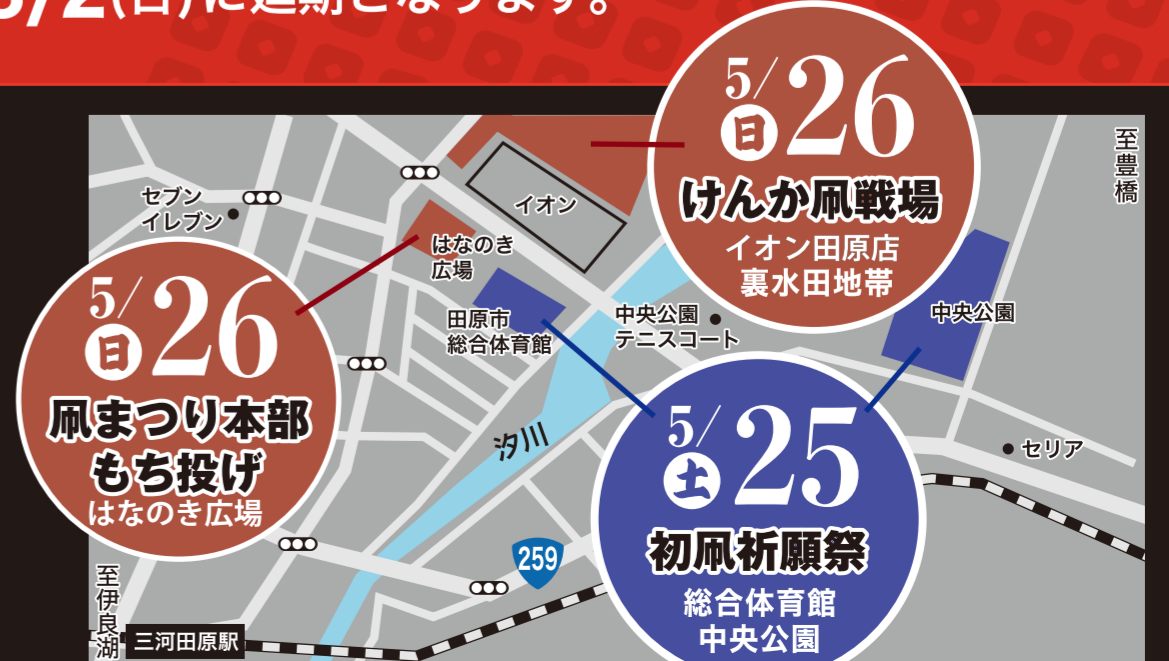 /2(日)に延期となります。
5/26
日
けんか凧戦場
イオン田原店
裏水田地帯
至豊橋
セブン
イレブン
イオン
はなのき
広場
田原市
総合体育館
中央公園
テニスコート
中央公園
5/26
日
凧まつり本部
もち投げ
はなのき広場
汐川
5/25
土
初凧祈願祭
総合体育館
中央公園
セリア
259
至伊良湖
三河田原駅